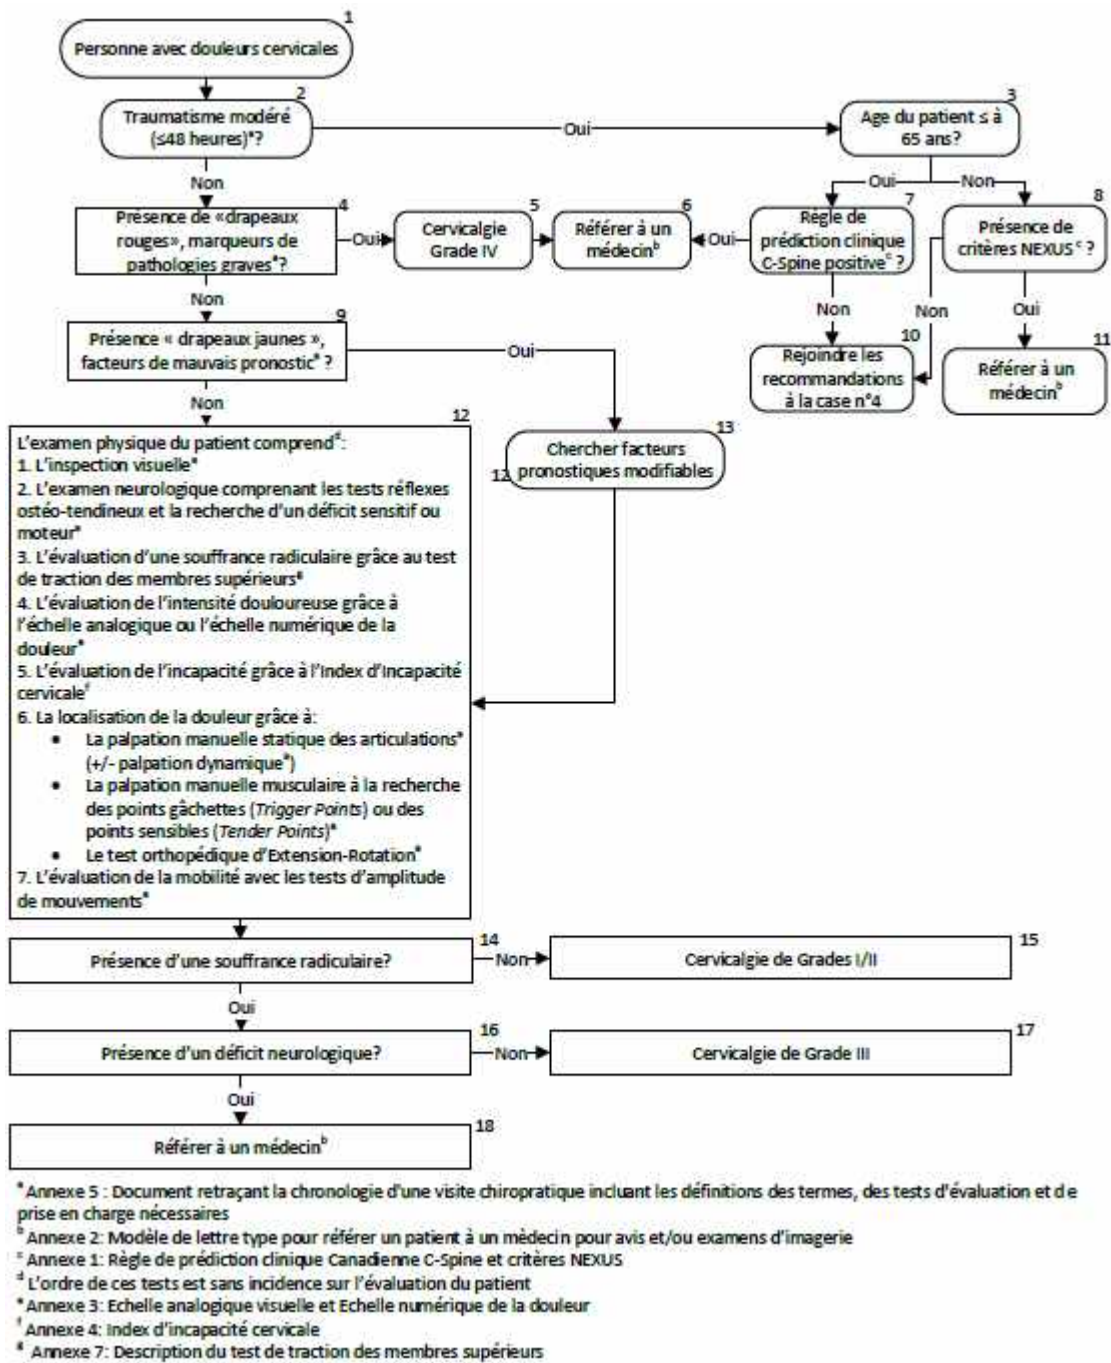 1
Personne avec douleurs cervicales
2
Traumatisme modéré
(≤48 heures)ᵃ?
Oui
3
Age du patient ≤ à
65 ans?
Non
Oui
Non
4
Présence de «drapeaux
rouges», marqueurs de
pathologies gravesᵃ?
Oui
5
Cervicalgie
Grade IV
6
Référer à un
médecinᵇ
Oui
7
Règle de
prédiction clinique
C-Spine positiveᶜ ?
8
Présence de
critères NEXUSᶜ ?
Non
Non
Non
Oui
9
Présence « drapeaux jaunes »,
facteurs de mauvais pronosticᵃ ?
Oui
10
Rejoindre les
recommandations
à la case n°4
11
Référer à un
médecinᵇ
Non
12
L'examen physique du patient comprendᵈ:
1. L'inspection visuelleᵃ
2. L'examen neurologique comprenant les tests réflexes
ostéo-tendineux et la recherche d'un déficit sensitif ou
moteurᵃ
3. L'évaluation d'une souffrance radiculaire grâce au test
de traction des membres supérieursᵍ
4. L'évaluation de l'intensité douloureuse grâce à
l'échelle analogique ou l'échelle numérique de la
douleurᵉ
5. L'évaluation de l'incapacité grâce à l'Index d'Incapacité
cervicaleᶠ
6. La localisation de la douleur grâce à:
• La palpation manuelle statique des articulationsᵃ
(+/- palpation dynamiqueᵃ)
• La palpation manuelle musculaire à la recherche
des points gâchettes (Trigger Points) ou des
points sensibles (Tender Points)ᵃ
• Le test orthopédique d'Extension-Rotationᵃ
7. L'évaluation de la mobilité avec les tests d'amplitude
de mouvementsᵃ
13
Chercher facteurs
pronostiques modifiables
12
14
Présence d'une souffrance radiculaire?
Non
15
Cervicalgie de Grades I/II
Oui
16
Présence d'un déficit neurologique?
Non
17
Cervicalgie de Grade III
Oui
18
Référer à un médecinᵇ
ᵃ Annexe 5 : Document retraçant la chronologie d'une visite chiropratique incluant les définitions des termes, des tests d'évaluation et de
prise en charge nécessaires
ᵇ Annexe 2: Modèle de lettre type pour référer un patient à un mèdecin pour avis et/ou examens d'imagerie
ᶜ Annexe 1: Règle de prédiction clinique Canadienne C-Spine et critères NEXUS
ᵈ L'ordre de ces tests est sans incidence sur l'évaluation du patient
ᵉ Annexe 3: Echelle analogique visuelle et Echelle numérique de la douleur
ᶠ Annexe 4: Index d'incapacité cervicale
ᵍ Annexe 7: Description du test de traction des membres supérieurs